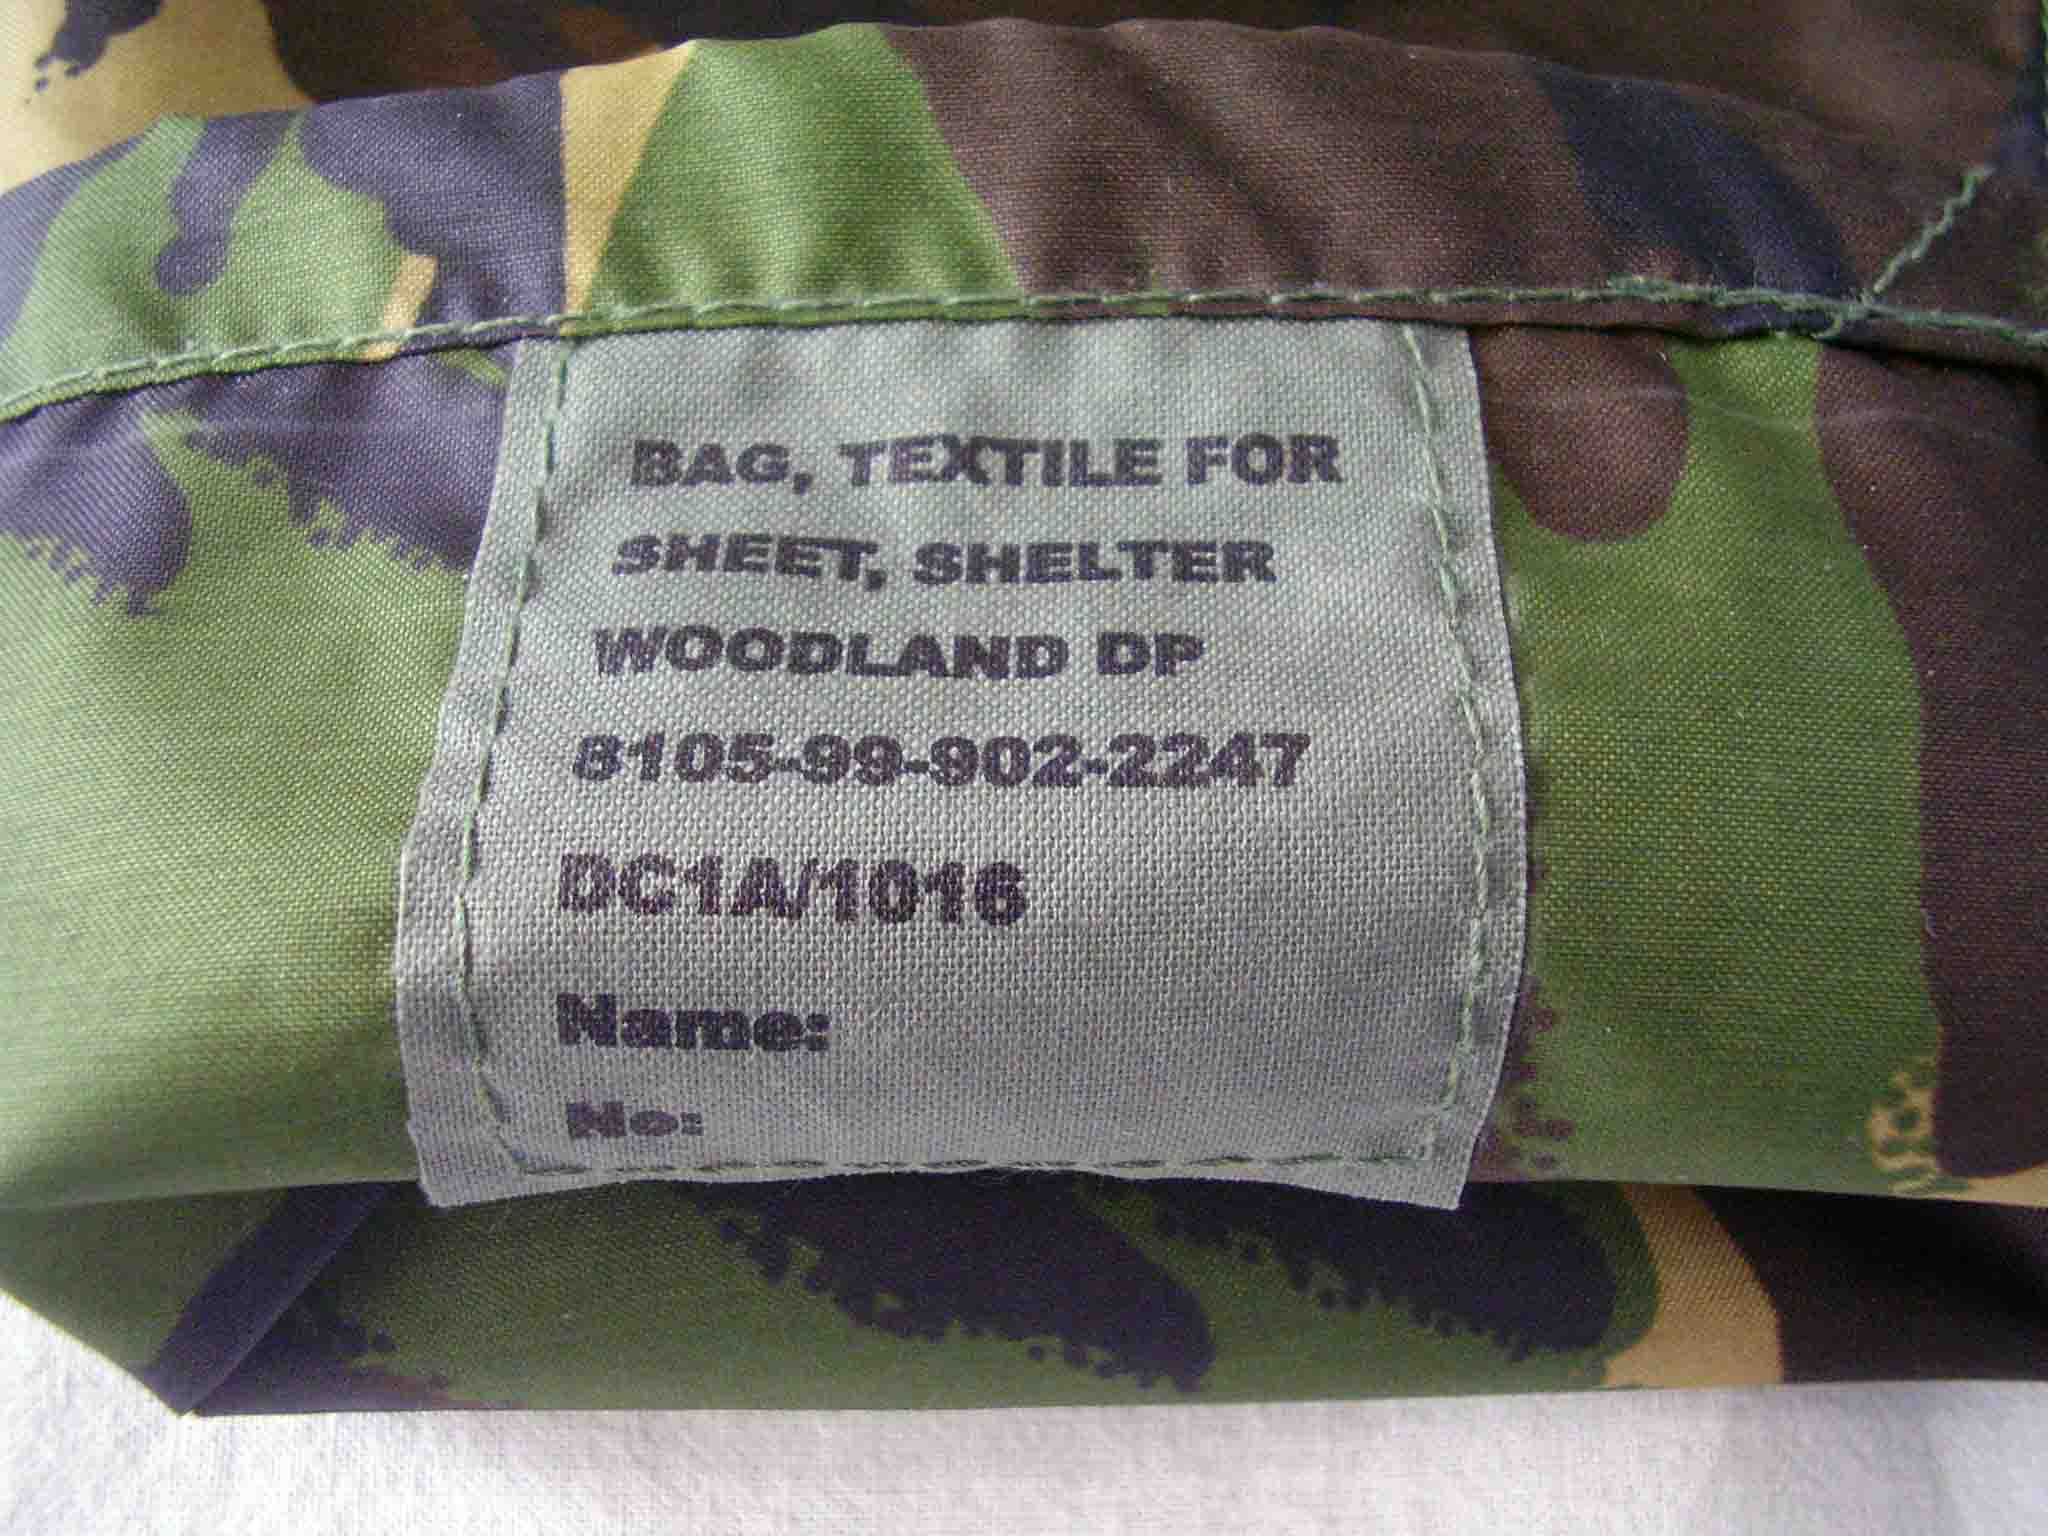 BAG, TEXTILE FOR
SHEET, SHELTER
WOODLAND DP
8105-99-902-2247
DC1A/1016
Name:
No: